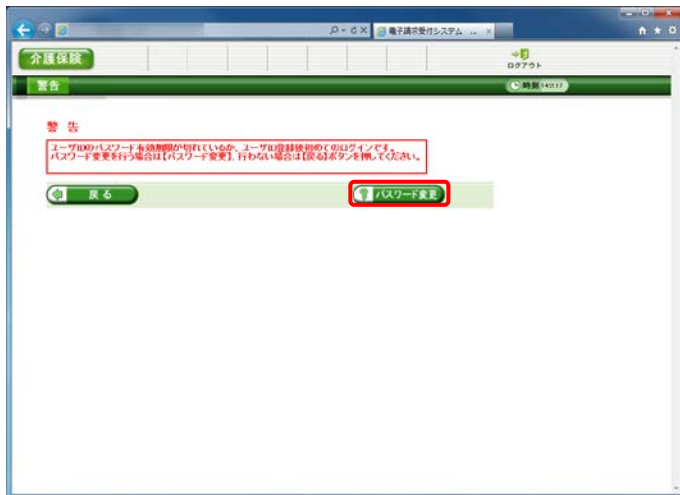 電子請求受付システム ...
介護保険
ログアウト
警告
時刻
警 告
ユーザIDのパスワード有効期限が切れているか、ユーザID登録後初めてのログインです。
パスワード変更を行う場合は【パスワード変更】、行わない場合は【戻る】ボタンを押してください。
戻る
パスワード変更